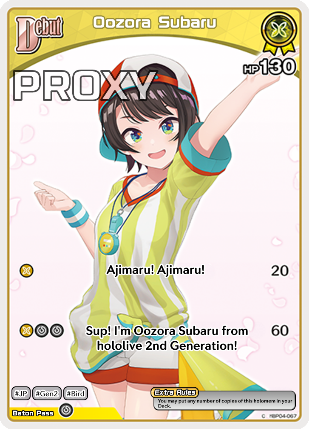 Debut
Oozora Subaru
HP130
PROXY
Ajimaru! Ajimaru!
20
Sup! I'm Oozora Subaru from
60
hololive 2nd Generation!
#JP
#Gen2
#Bird
Extra Rules
You may put any number of copies of this holomem in your
Deck.
Baton Pass
C HBP04-067